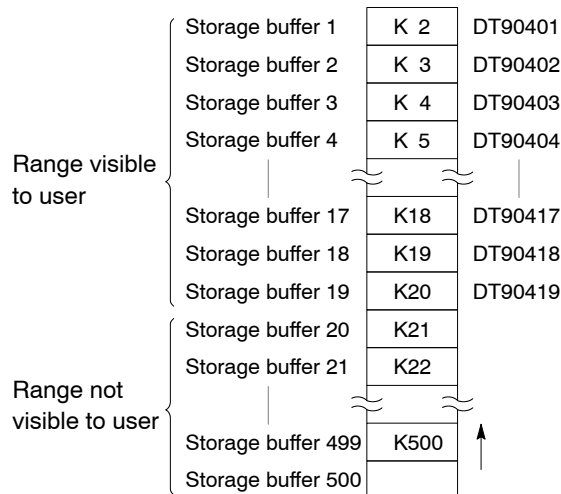 Storage buffer 1 K 2 DT90401
Storage buffer 2 K 3 DT90402
Storage buffer 3 K 4 DT90403
Storage buffer 4 K 5 DT90404
Range visible
to user
Storage buffer 17 K18 DT90417
Storage buffer 18 K19 DT90418
Storage buffer 19 K20 DT90419
Storage buffer 20 K21
Storage buffer 21 K22
Range not
visible to user
Storage buffer 499 K500
Storage buffer 500